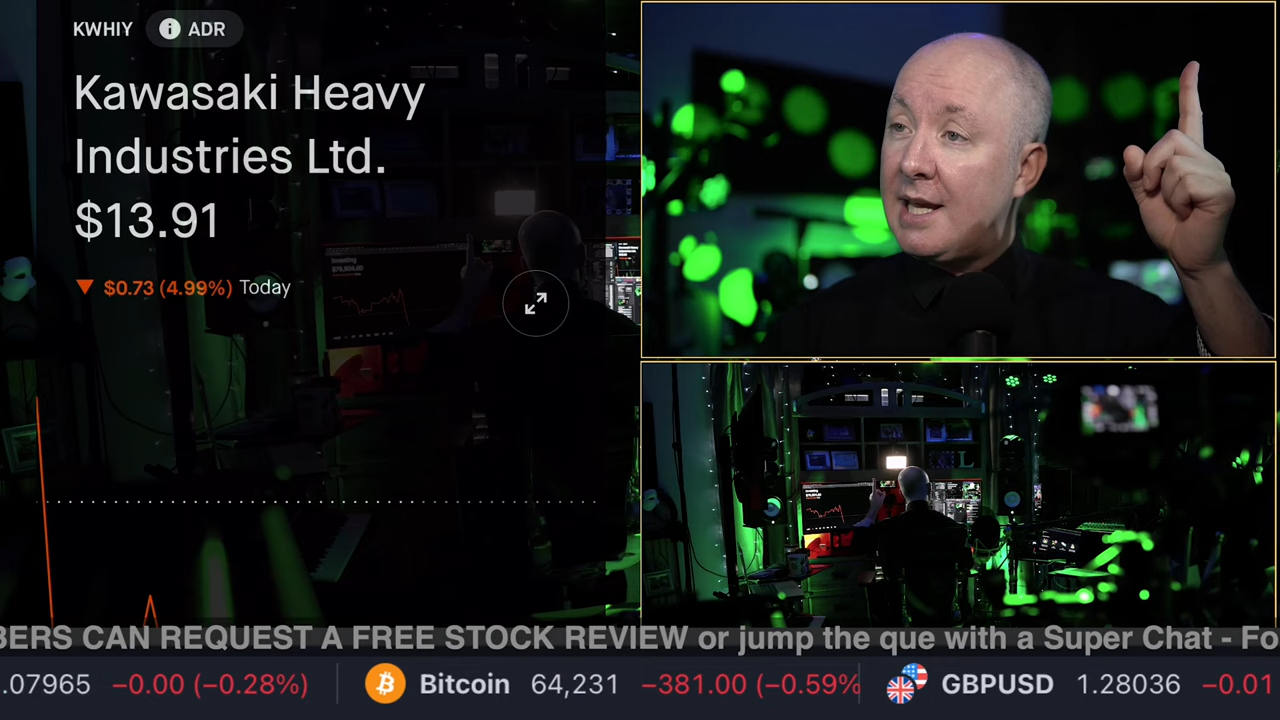 KWHIY ADR
Kawasaki Heavy
Industries Ltd.
$13.91
▼ $0.73 (4.99%) Today
BERS CAN REQUEST A FREE STOCK REVIEW or jump the que with a Super Chat - Fo
.07965 −0.00 (−0.28%) Bitcoin 64,231 −381.00 (−0.59% GBPUSD 1.28036 −0.01